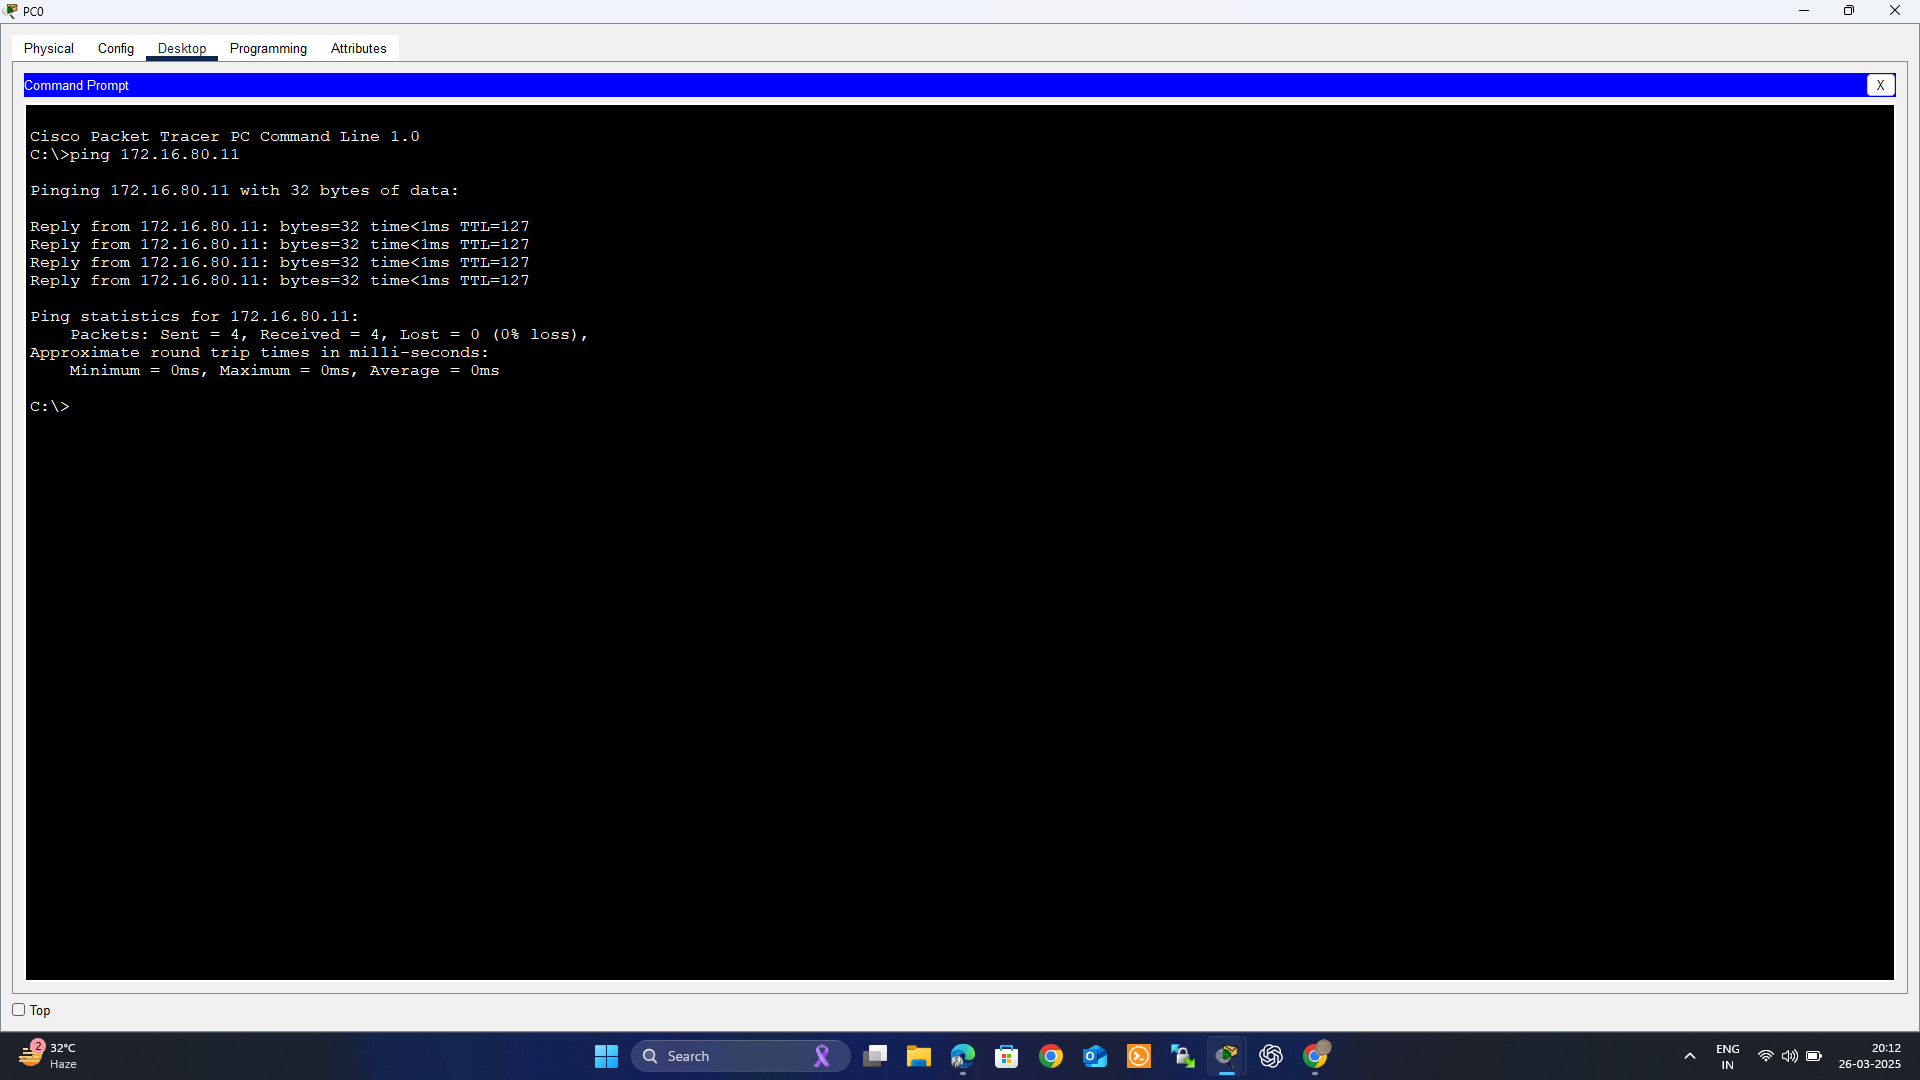 PC0
Physical Config Desktop Programming Attributes
Command Prompt X
Cisco Packet Tracer PC Command Line 1.0
C:\>ping 172.16.80.11
Pinging 172.16.80.11 with 32 bytes of data:
Reply from 172.16.80.11: bytes=32 time<1ms TTL=127
Reply from 172.16.80.11: bytes=32 time<1ms TTL=127
Reply from 172.16.80.11: bytes=32 time<1ms TTL=127
Reply from 172.16.80.11: bytes=32 time<1ms TTL=127
Ping statistics for 172.16.80.11:
Packets: Sent = 4, Received = 4, Lost = 0 (0% loss),
Approximate round trip times in milli-seconds:
Minimum = 0ms, Maximum = 0ms, Average = 0ms
C:\>
Top
2
32°C
Haze
Search
ENG
IN
20:12
26-03-2025